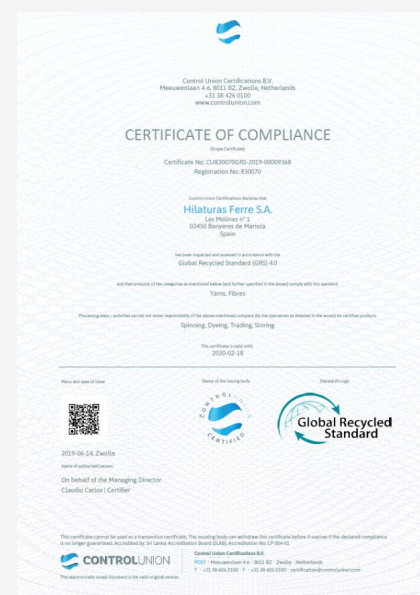 Control Union Certifications B.V.
Meeuwenlaan 4-6, 8011 BZ, Zwolle, Netherlands
+31 38 426 0100
www.controlunion.com
CERTIFICATE OF COMPLIANCE
(Scope Certificate)
Certificate No: CU830070GRS-2019-00009368
Registration No: 830070
Control Union Certifications declares that
Hilaturas Ferre S.A.
Les Molines nº 1
03450 Banyeres de Mariola
Spain
has been inspected and assessed in accordance with the
Global Recycled Standard (GRS) 4.0
and that products of the categories as mentioned below (and further specified in the annex) comply with this standard:
Yarns, Fibres
Processing steps / activities carried out under responsibility of the above mentioned company (by the operations as detailed in the annex) for certified products
Spinning, Dyeing, Trading, Storing
This certificate is valid until:
2020-02-18
Place and date of issue
Stamp of the issuing body
Standard's Logo
CONTROL UNION
CERTIFIED
Global Recycled
Standard
2019-06-14, Zwolle
Name of authorised person:
On behalf of the Managing Director
Claudio Carlos | Certifier
This certificate cannot be used as a transaction certificate. The issuing body can withdraw this certificate before it expires if the declared compliance
is no longer guaranteed. Accredited by: Sri Lanka Accreditation Board (SLAB), Accreditation No: CP 004-01
CONTROLUNION
Control Union Certifications B.V.
POST - Meeuwenlaan 4-6 - 8011 BZ - Zwolle - Netherlands
T - +31 38 426 0100 - F - +31 38 426 0100 - certification@controlunion.com
This electronically issued document is the valid original version.